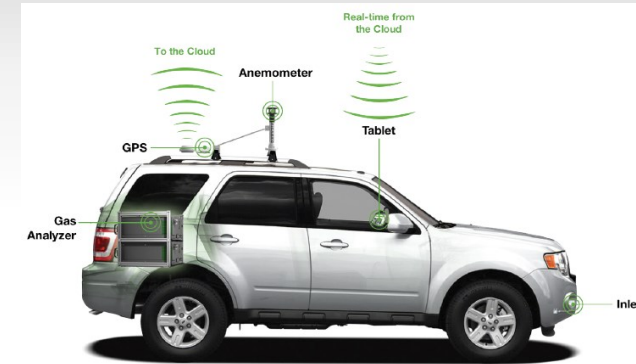 Real-time from
the Cloud
To the Cloud
Anemometer
Tablet
GPS
Gas
Analyzer
Inle